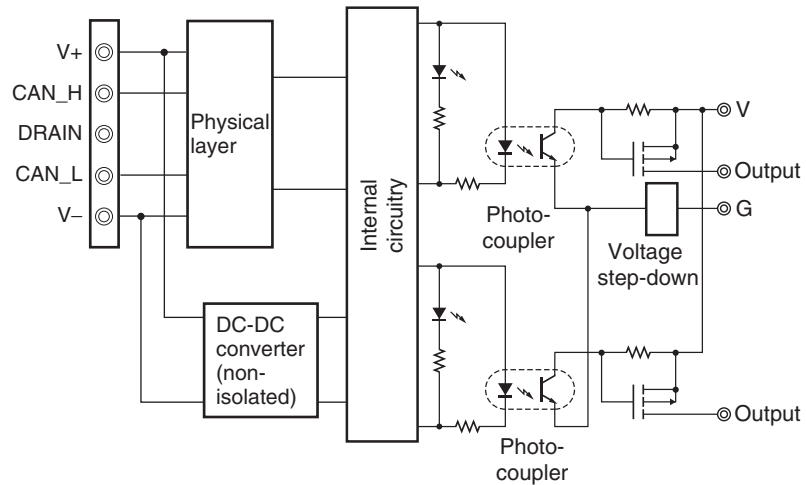 V+
CAN_H
DRAIN
CAN_L
V–
Physical
layer
DC-DC
converter
(non-
isolated)
Internal
circuitry
Photo-
coupler
V
Output
G
Voltage
step-down
Photo-
coupler
Output